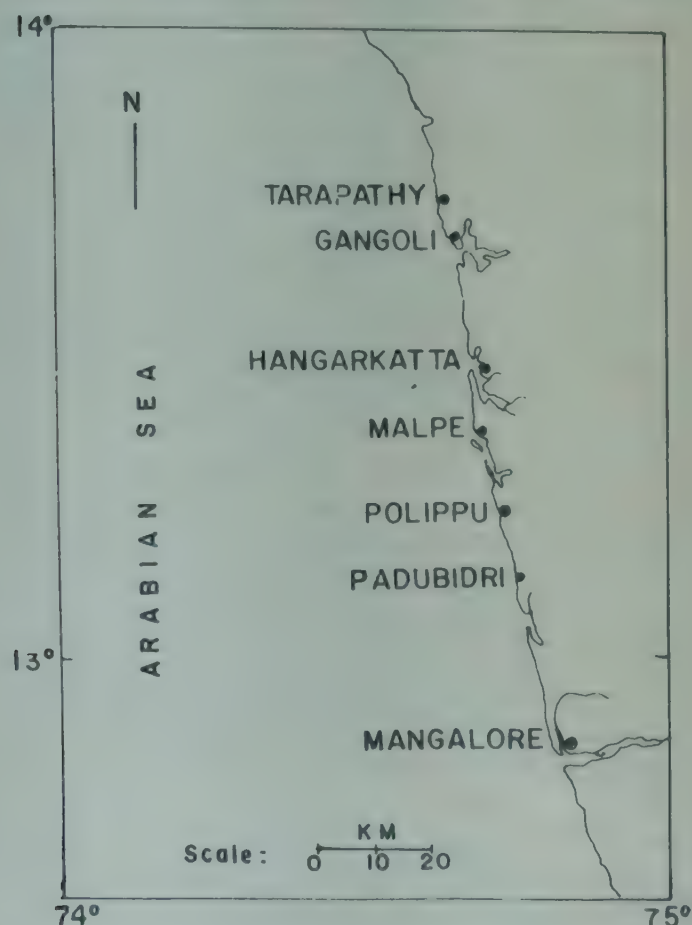 14°
N
TARAPATHY
GANGOLI
HANGARKATTA
ARABIAN SEA
MALPE
POLIPPU
PADUBIDRI
13°
MANGALORE
KM
Scale: 0 10 20
74° 75°